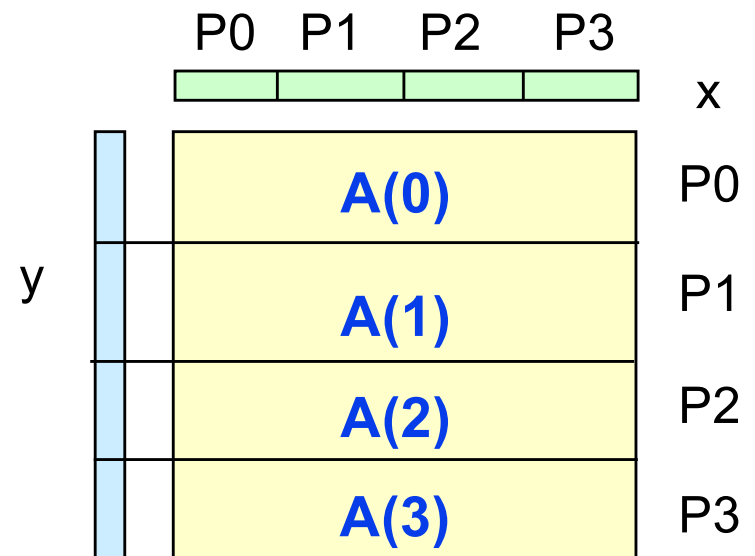 P0 P1 P2 P3
x
A(0) P0
y A(1) P1
A(2) P2
A(3) P3